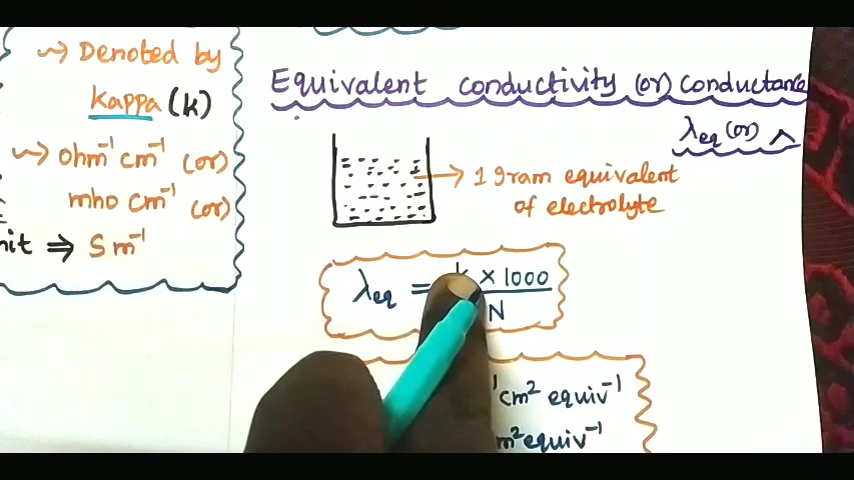 → Denoted by
kappa (k)
→ ohm⁻¹ cm⁻¹ (or)
mho cm⁻¹ (or)
nit ⇒ S m⁻¹
Equivalent conductivity (or) Conductance
λeq (or) ∧
→ 1 gram equivalent
of electrolyte
λeq = k × 1000
N
cm² equiv⁻¹
m² equiv⁻¹